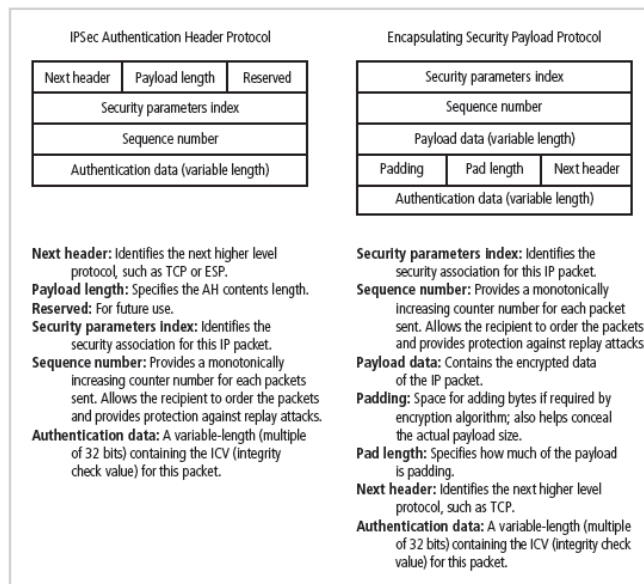 IPSec Authentication Header Protocol
Next header Payload length Reserved
Security parameters index
Sequence number
Authentication data (variable length)
Next header: Identifies the next higher level
protocol, such as TCP or ESP.
Payload length: Specifies the AH contents length.
Reserved: For future use.
Security parameters index: Identifies the
security association for this IP packet.
Sequence number: Provides a monotonically
increasing counter number for each packets
sent. Allows the recipient to order the packets
and provides protection against replay attacks.
Authentication data: A variable-length (multiple
of 32 bits) containing the ICV (integrity
check value) for this packet.
Encapsulating Security Payload Protocol
Security parameters index
Sequence number
Payload data (variable length)
Padding Pad length Next header
Authentication data (variable length)
Security parameters index: Identifies the
security association for this IP packet.
Sequence number: Provides a monotonically
increasing counter number for each packet
sent. Allows the recipient to order the packets
and provides protection against replay attacks.
Payload data: Contains the encrypted data
of the IP packet.
Padding: Space for adding bytes if required by
encryption algorithm; also helps conceal
the actual payload size.
Pad length: Specifies how much of the payload
is padding.
Next header: Identifies the next higher level
protocol, such as TCP.
Authentication data: A variable-length (multiple
of 32 bits) containing the ICV (integrity check
value) for this packet.